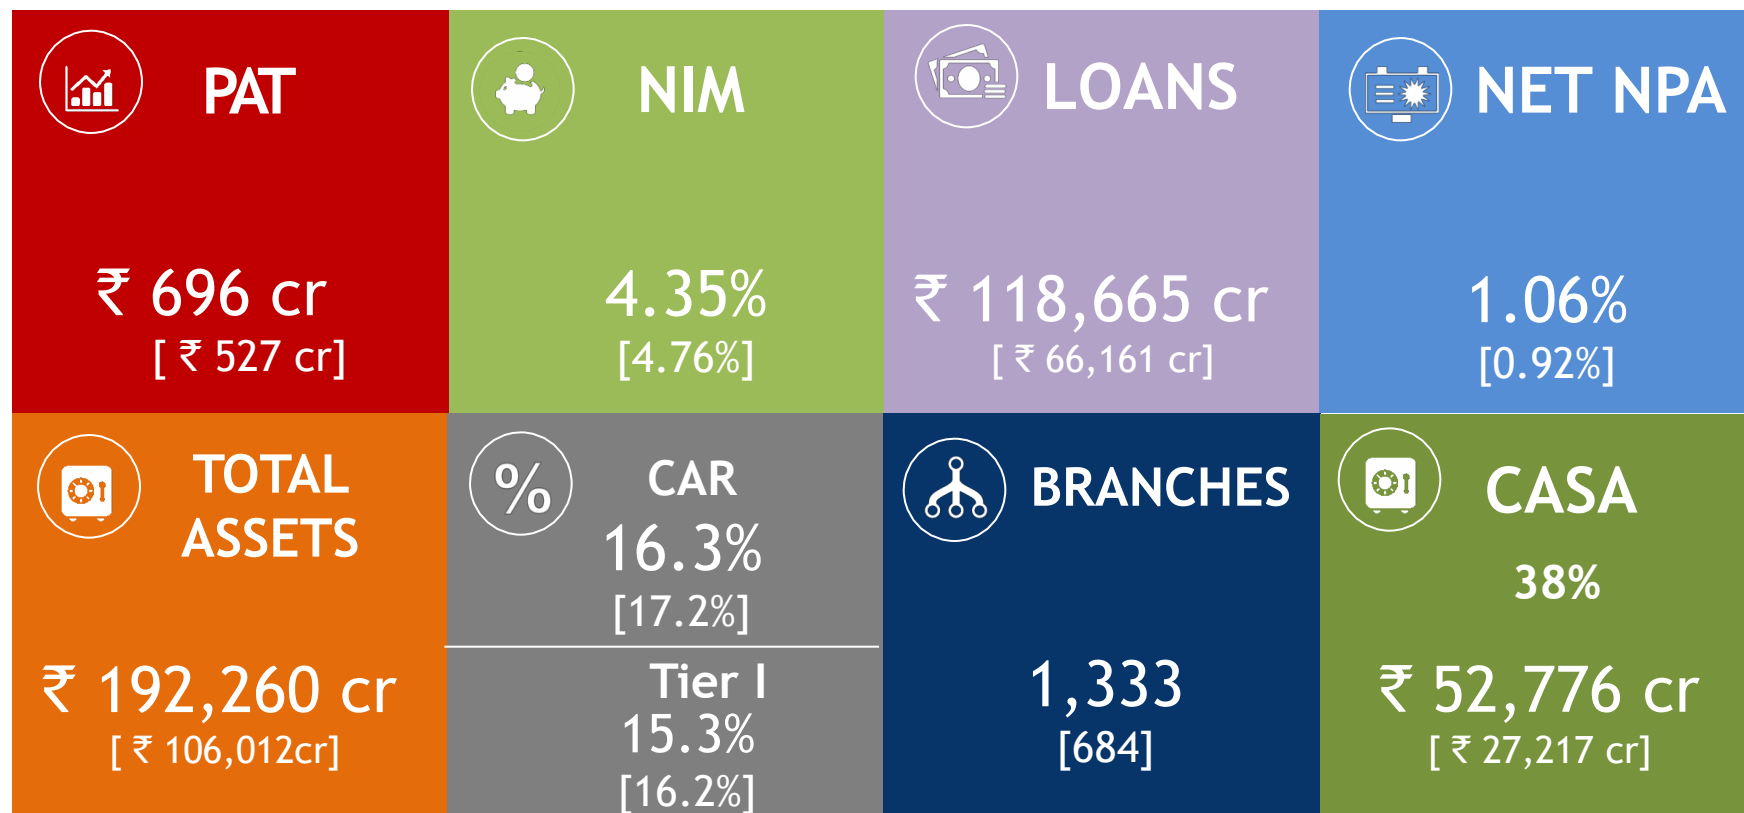 PAT
₹ 696 cr
[ ₹ 527 cr]
NIM
4.35%
[4.76%]
LOANS
₹ 118,665 cr
[ ₹ 66,161 cr]
NET NPA
1.06%
[0.92%]
TOTAL
ASSETS
₹ 192,260 cr
[ ₹ 106,012cr]
%
CAR
16.3%
[17.2%]
Tier I
15.3%
[16.2%]
BRANCHES
1,333
[684]
CASA
38%
₹ 52,776 cr
[ ₹ 27,217 cr]